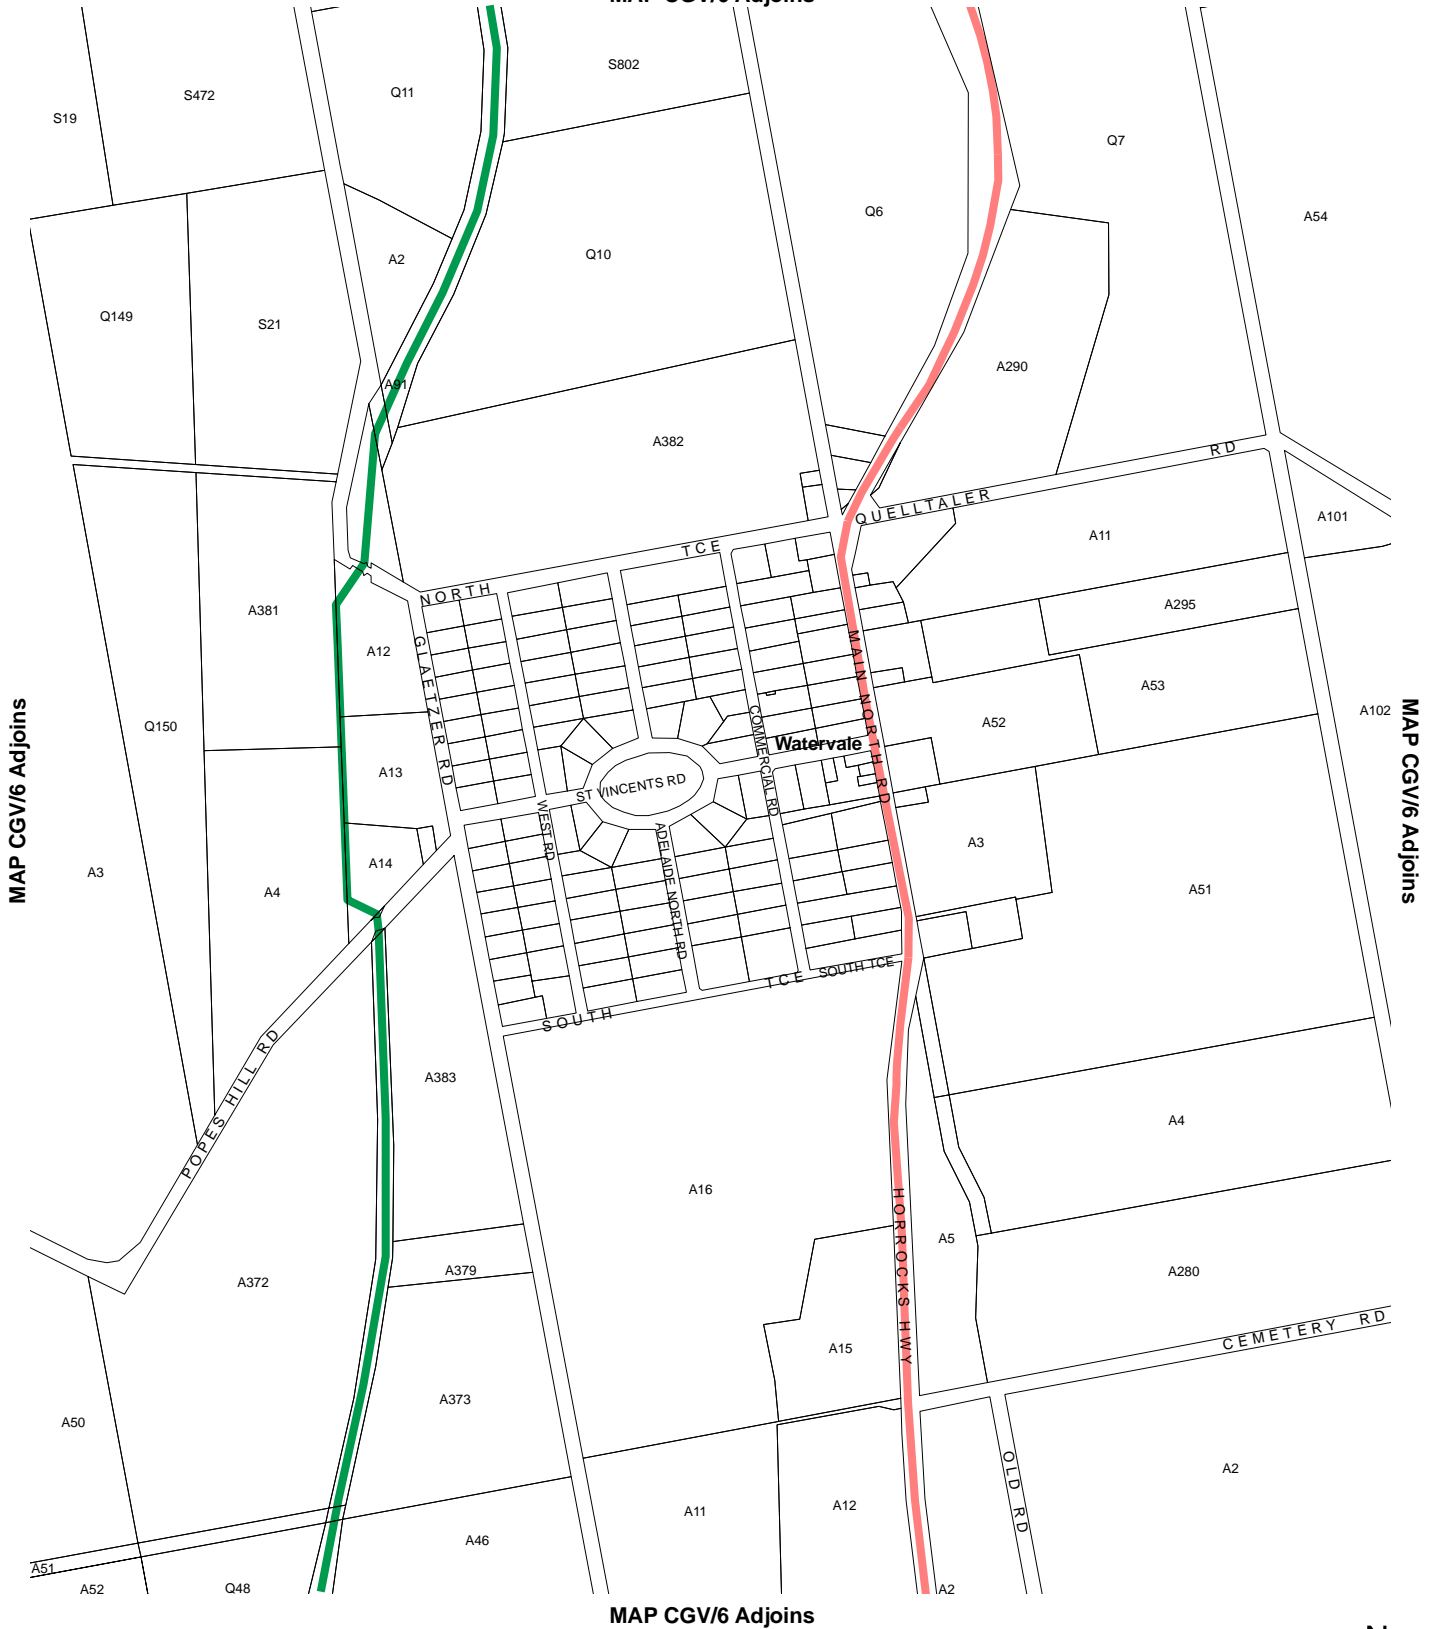 MAP CGV/6 Adjoins
S802
S472
Q11
S19
Q7
Q6
A54
Q10
A2
Q149
S21
A290
A91
A382
RD
QUELLTALER
A101
A11
TCE
NORTH
A381
A295
GLAETZER RD
MAIN NORTH RD
A12
A53
MAP CGV/6 Adjoins
A102
MAP CGV/6 Adjoins
Q150
COMMERCIAL RD
A52
Watervale
A13
ST VINCENTS RD
WEST RD
ADELAIDE NORTH RD
A3
A14
A3
A4
A51
SOUTH TCE
TCE
SOUTH
POPES HILL RD
A383
A4
A16
HORROCKS HWY
A5
A379
A372
A280
CEMETERY RD
A15
A373
A50
OLD RD
A2
A11
A12
A46
A51
A52
Q48
A2
MAP CGV/6 Adjoins